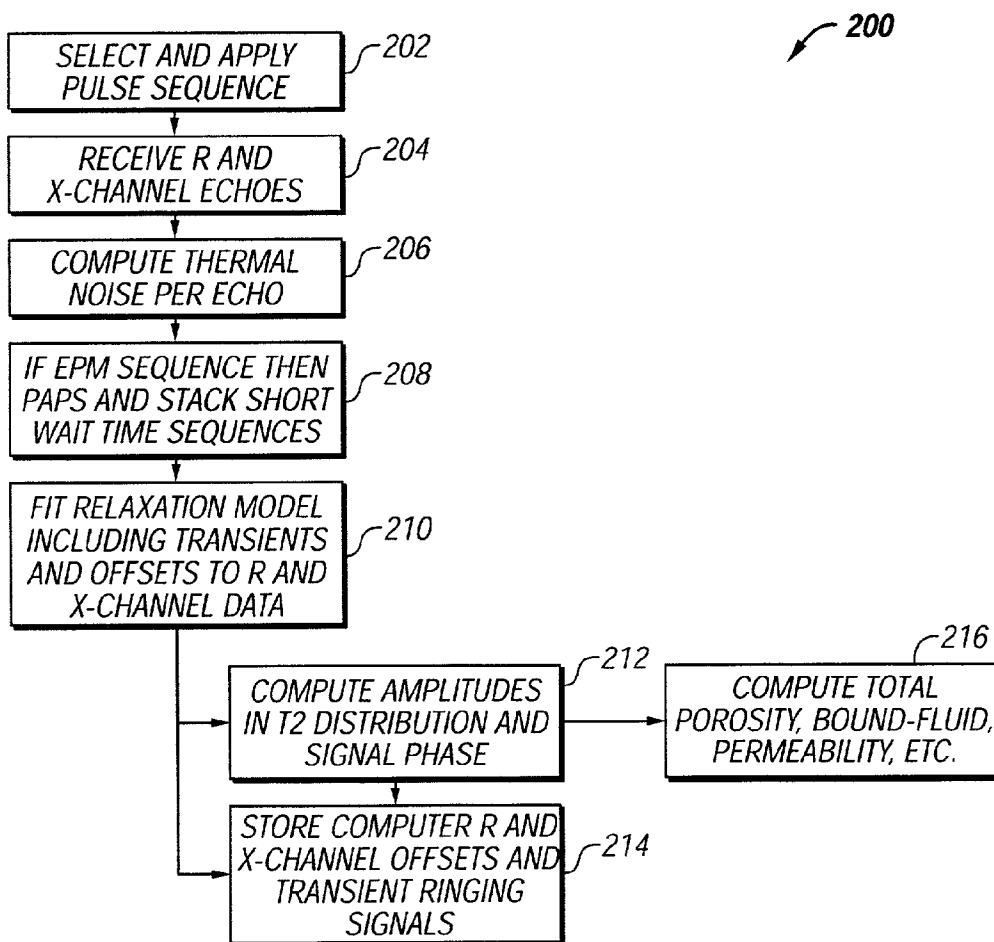 200
SELECT AND APPLY
PULSE SEQUENCE
202
RECEIVE R AND
X-CHANNEL ECHOES
204
COMPUTE THERMAL
NOISE PER ECHO
206
IF EPM SEQUENCE THEN
PAPS AND STACK SHORT
WAIT TIME SEQUENCES
208
FIT RELAXATION MODEL
INCLUDING TRANSIENTS
AND OFFSETS TO R AND
X-CHANNEL DATA
210
COMPUTE AMPLITUDES
IN T2 DISTRIBUTION AND
SIGNAL PHASE
212
COMPUTE TOTAL
POROSITY, BOUND-FLUID,
PERMEABILITY, ETC.
216
STORE COMPUTER R AND
X-CHANNEL OFFSETS AND
TRANSIENT RINGING
SIGNALS
214